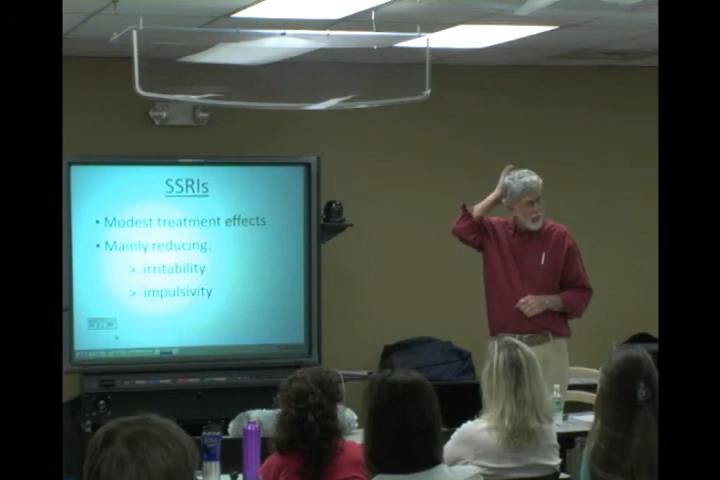 SSRIs
• Modest treatment effects
• Mainly reducing:
> irritability
> impulsivity